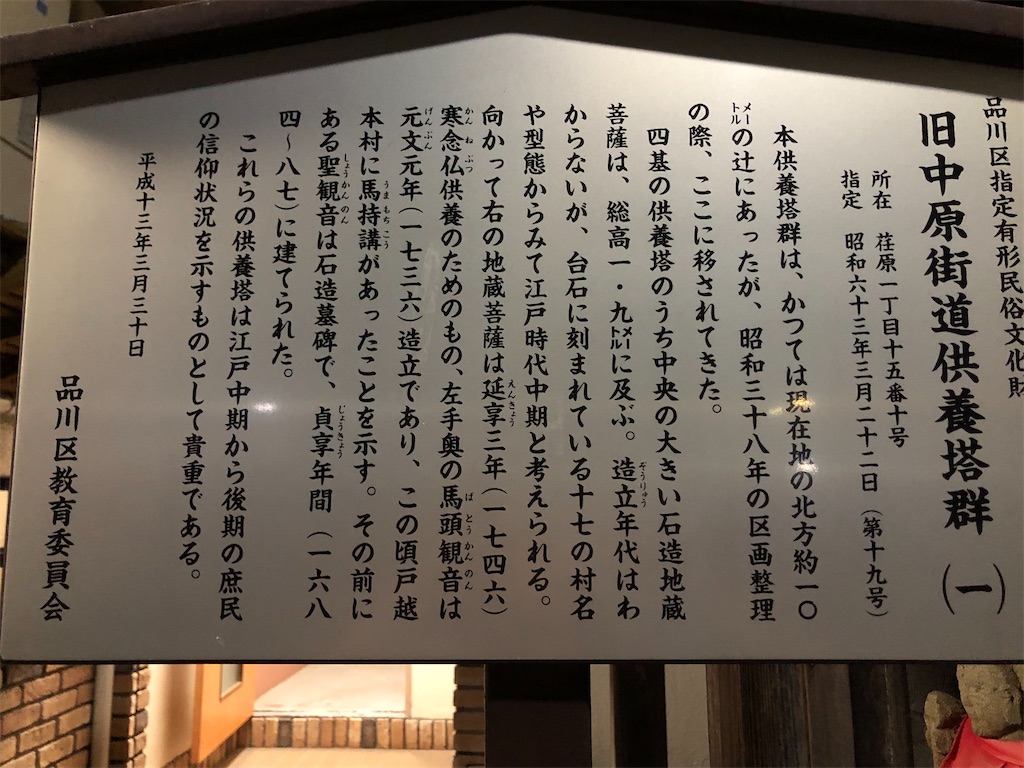 品川区指定有形民俗文化財
旧中原街道供養塔群（一）
所在　荏原一丁目十五番十号
指定　昭和六十三年三月二十二日（第十九号）
本供養塔群は、かつては現在地の北方約一〇
㍍の辻にあったが、昭和三十八年の区画整理
の際、ここに移されてきた。
四基の供養塔のうち中央の大きい石造地蔵
菩薩は、総高一・九㍍に及ぶ。造立年代はわ
からないが、台石に刻まれている十七の村名
や型態からみて江戸時代中期と考えられる。
向かって右の地蔵菩薩は延享三年（一七四六）
寒念仏供養のためのもの、左手奥の馬頭観音は
元文元年（一七三六）造立であり、この頃戸越
本村に馬持講があったことを示す。その前に
ある聖観音は石造墓碑で、貞享年間（一六八
四～八七）に建てられた。
これらの供養塔は江戸中期から後期の庶民
の信仰状況を示すものとして貴重である。
平成十三年三月三十日
品川区教育委員会